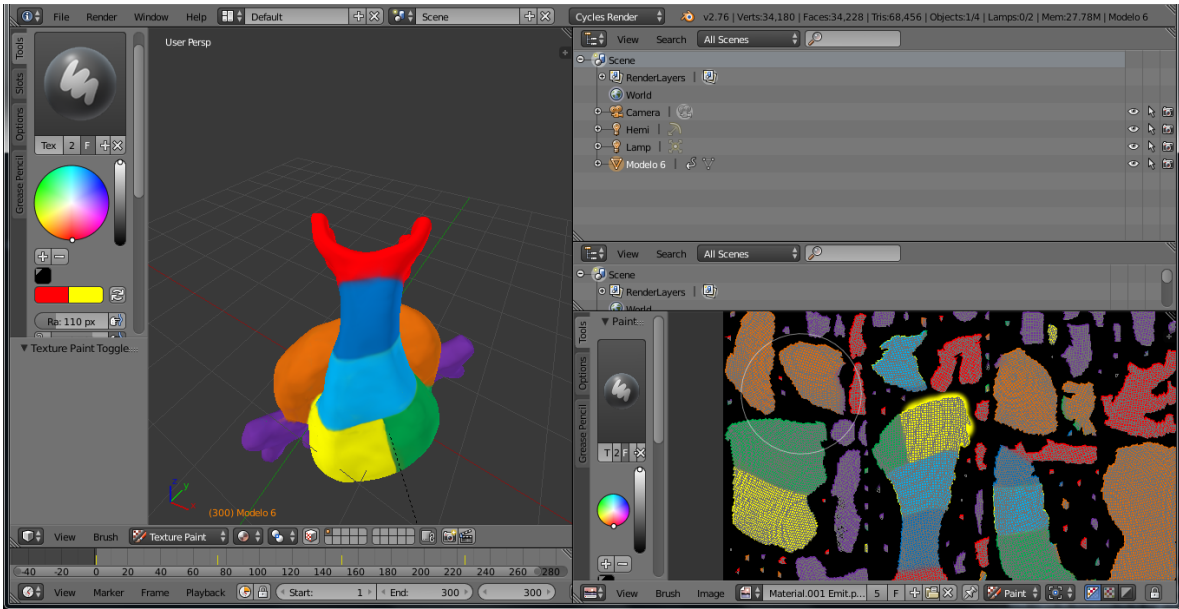 File Render Window Help Default Scene Cycles Render v2.76 | Verts:34,180 | Faces:34,228 | Tris:68,456 | Objects:1/4 | Lamps:0/2 | Mem:27.78M | Modelo 6
Tools
Slots
Options
Grease Pencil
Tex 2 F
Ra: 110 px
Texture Paint Toggle
User Persp
z
y
x
(300) Modelo 6
View Brush Texture Paint
-40 -20 0 20 40 60 80 100 120 140 160 180 200 220 240 260 280
View Marker Frame Playback Start: 1 End: 300 300
View Search All Scenes
Scene
RenderLayers
World
Camera
Hemi
Lamp
Modelo 6
View Search All Scenes
Scene
RenderLayers
World
Tools
Options
Grease Pencil
Paint
T 2 F
View Brush Image Material.001 Emit.p... 5 F Paint